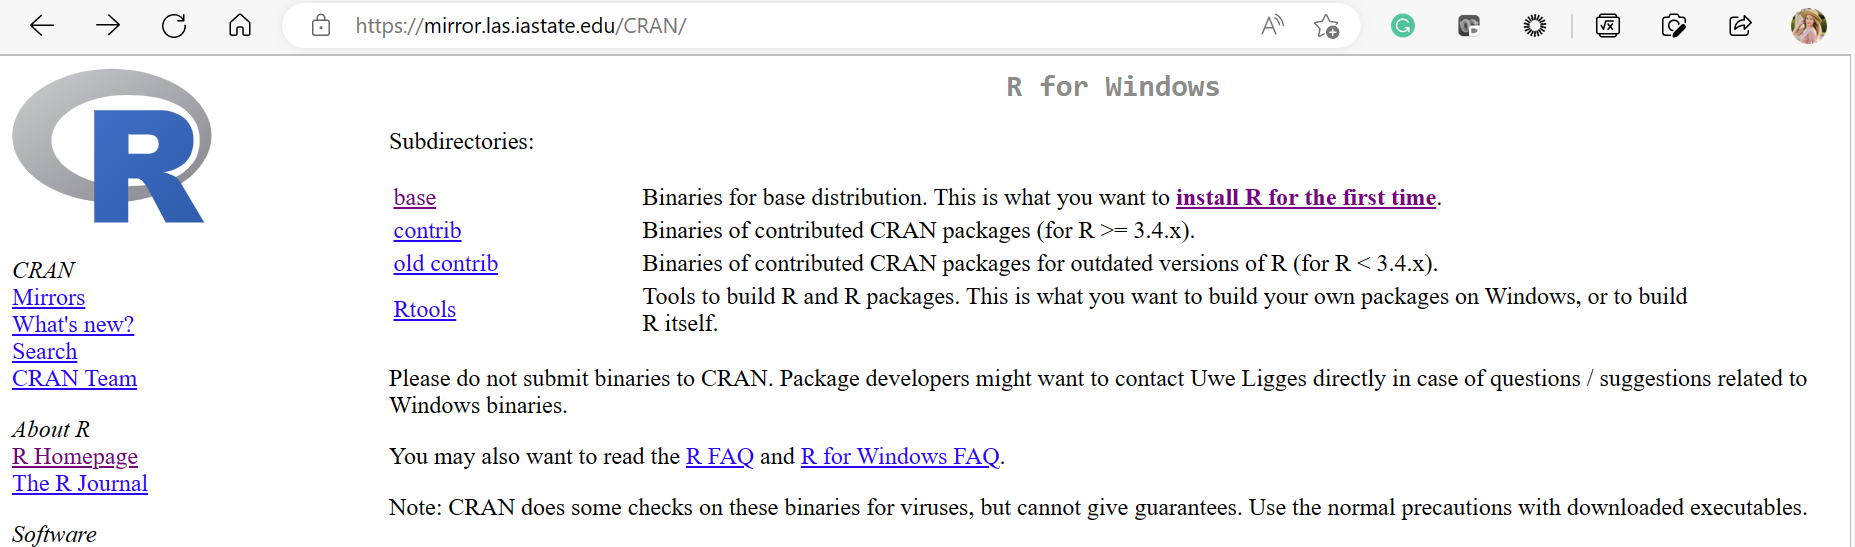 https://mirror.las.iastate.edu/CRAN/
R
R for Windows
Subdirectories:
base Binaries for base distribution. This is what you want to install R for the first time.
contrib Binaries of contributed CRAN packages (for R >= 3.4.x).
old contrib Binaries of contributed CRAN packages for outdated versions of R (for R < 3.4.x).
Rtools Tools to build R and R packages. This is what you want to build your own packages on Windows, or to build
R itself.
Please do not submit binaries to CRAN. Package developers might want to contact Uwe Ligges directly in case of questions / suggestions related to
Windows binaries.
You may also want to read the R FAQ and R for Windows FAQ.
Note: CRAN does some checks on these binaries for viruses, but cannot give guarantees. Use the normal precautions with downloaded executables.
CRAN
Mirrors
What's new?
Search
CRAN Team
About R
R Homepage
The R Journal
Software